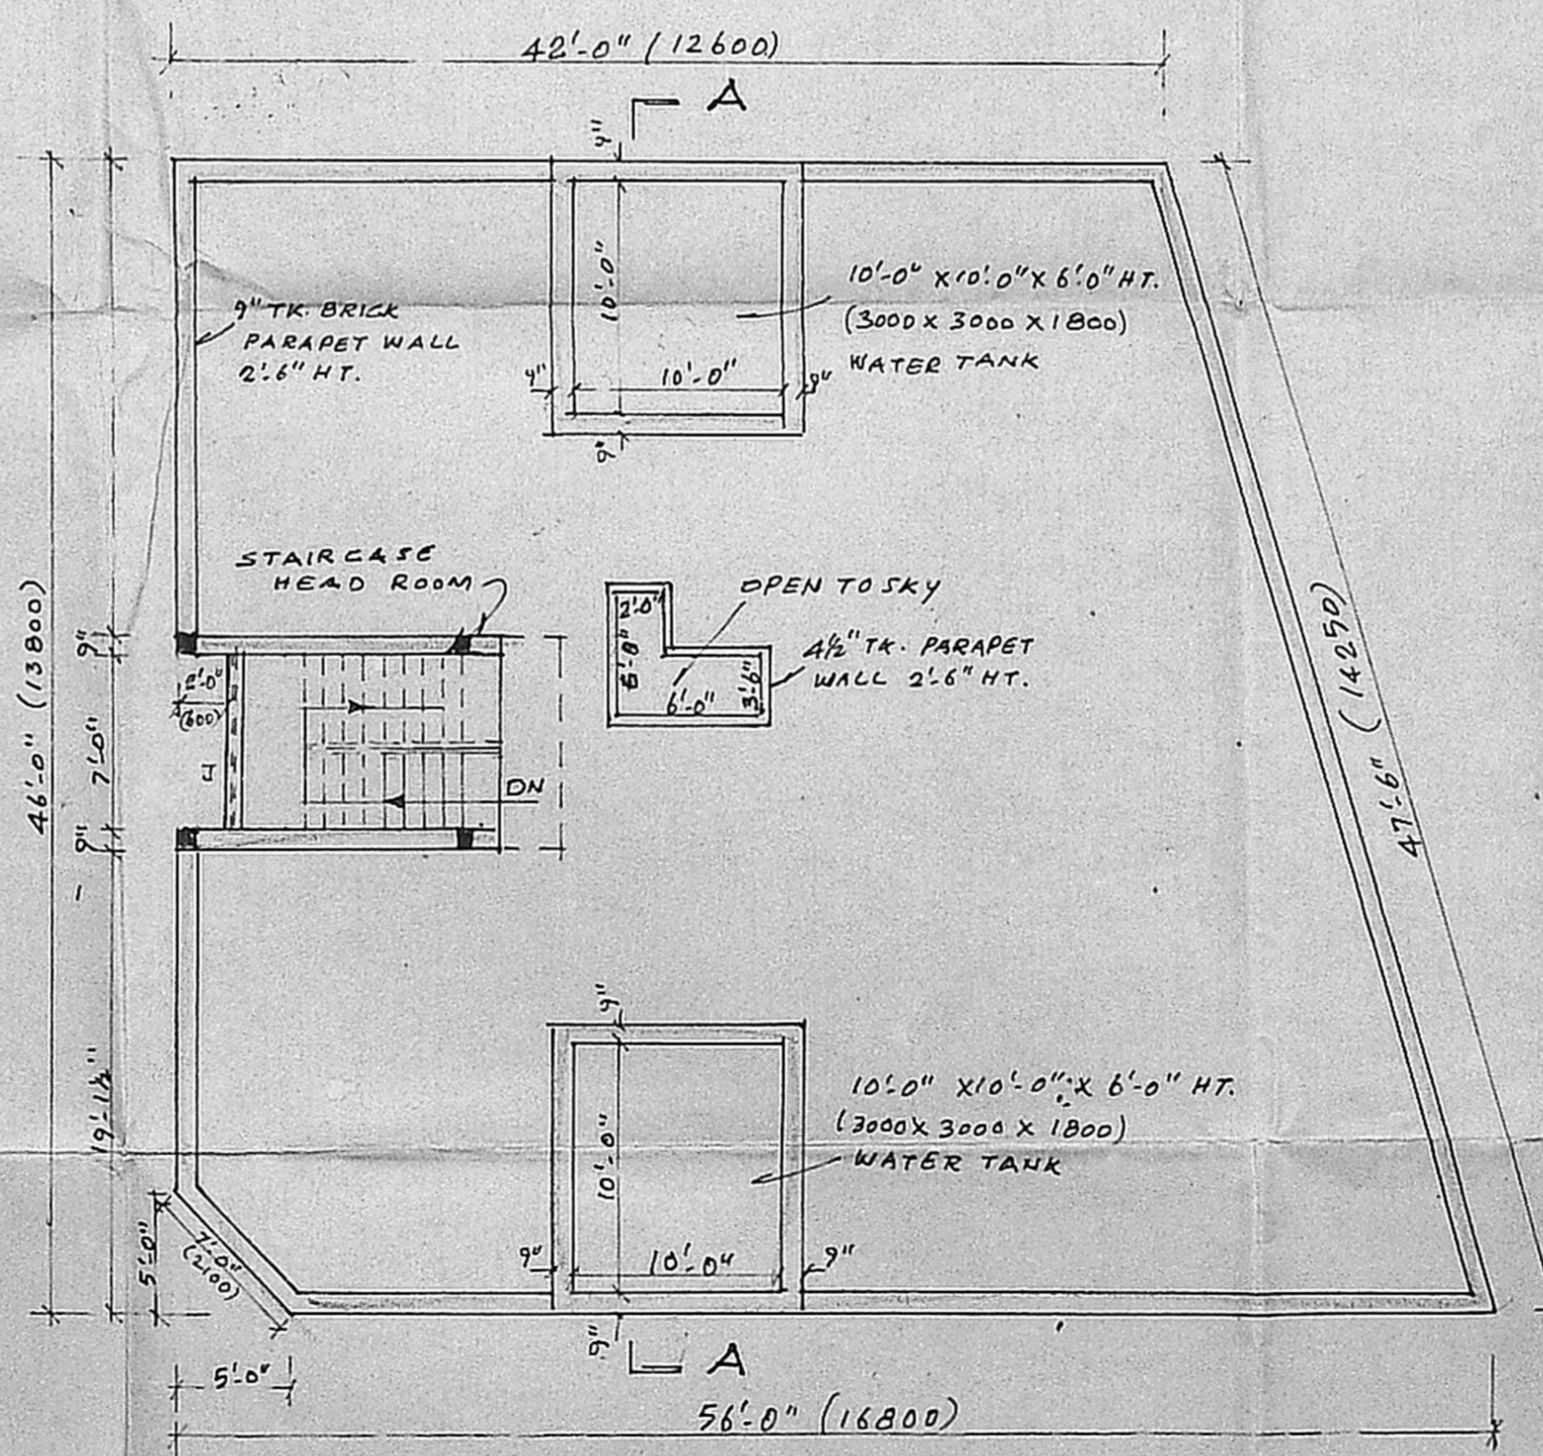 42'-0" (12600)
A
9"
10'-0"
10'-0" X 10'-0" X 6'-0" HT.
(3000 X 3000 X 1800)
WATER TANK
9" TK. BRICK
PARAPET WALL
2'-6" HT.
9"
10'-0"
9"
9"
STAIRCASE
HEAD ROOM
OPEN TO SKY
2'-0"
4½" TK. PARAPET
WALL 2'-6" HT.
6'-0"
3'-6"
46'-0" (13800)
9"
7'-0"
9"
2'-0"
(600)
DN
47'-6" (14250)
19'-1½"
9"
10'-0"
10'-0" X 10'-0" X 6'-0" HT.
(3000 X 3000 X 1800)
WATER TANK
9"
10'-0"
9"
5'-0"
7'-0"
(2100)
9"
A
5'-0"
56'-0" (16800)